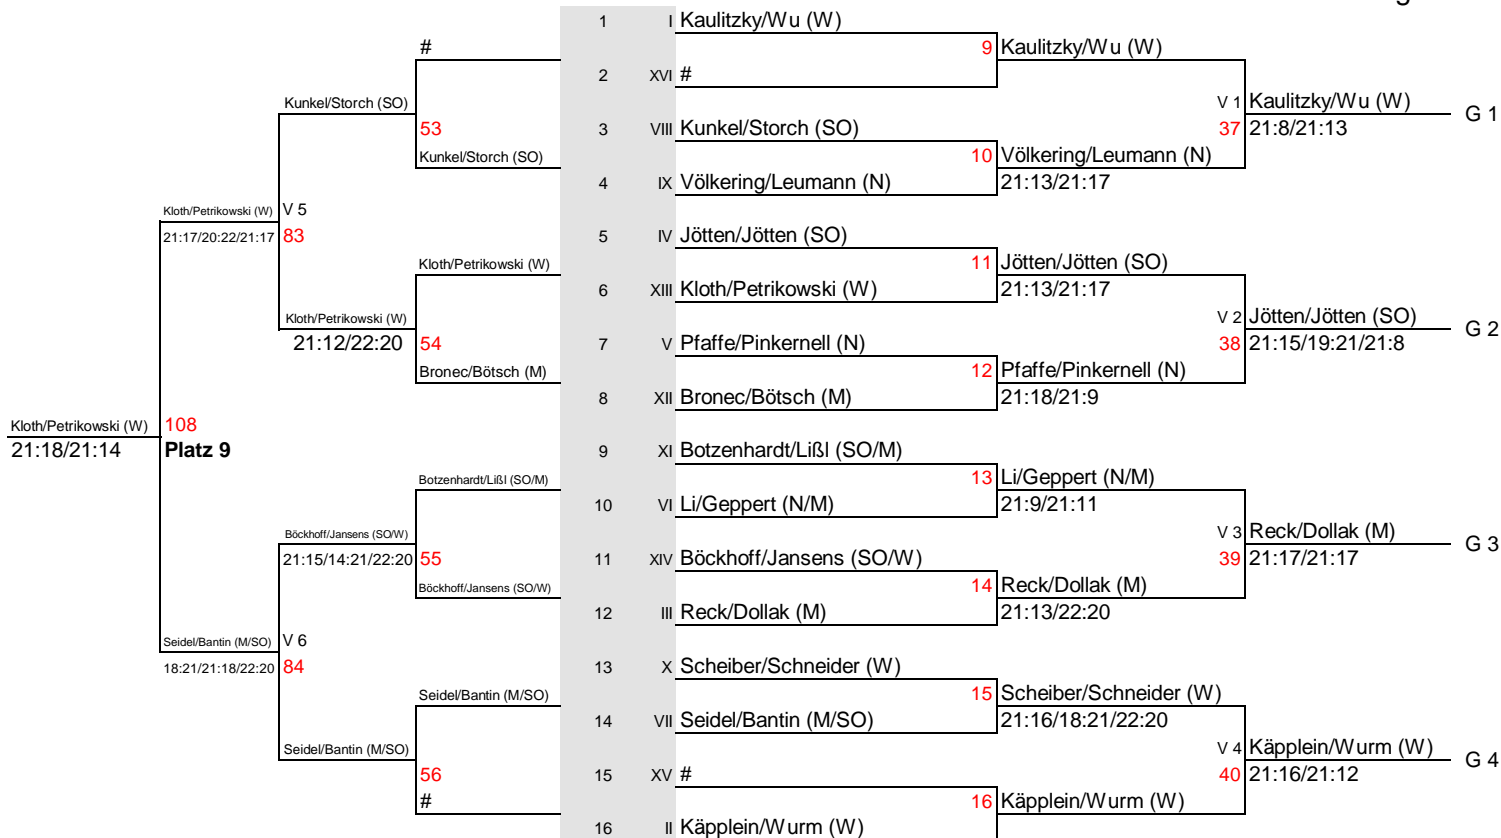 g
1 I Kaulitzky/Wu (W)
# 9 Kaulitzky/Wu (W)
2 XVI #
Kunkel/Storch (SO) V 1 Kaulitzky/Wu (W) G 1
53 3 VIII Kunkel/Storch (SO) 37 21:8/21:13
Kunkel/Storch (SO) 10 Völkering/Leumann (N)
4 IX Völkering/Leumann (N) 21:13/21:17
Kloth/Petrikowski (W) V 5
21:17/20:22/21:17 83 5 IV Jötten/Jötten (SO)
Kloth/Petrikowski (W) 11 Jötten/Jötten (SO)
6 XIII Kloth/Petrikowski (W) 21:13/21:17
Kloth/Petrikowski (W) V 2 Jötten/Jötten (SO) G 2
21:12/22:20 54 7 V Pfaffe/Pinkernell (N) 38 21:15/19:21/21:8
Bronec/Bötsch (M) 12 Pfaffe/Pinkernell (N)
8 XII Bronec/Bötsch (M) 21:18/21:9
Kloth/Petrikowski (W) 108
21:18/21:14 Platz 9 9 XI Botzenhardt/Lißl (SO/M)
Botzenhardt/Lißl (SO/M) 13 Li/Geppert (N/M)
10 VI Li/Geppert (N/M) 21:9/21:11
Böckhoff/Jansens (SO/W) V 3 Reck/Dollak (M) G 3
21:15/14:21/22:20 55 11 XIV Böckhoff/Jansens (SO/W) 39 21:17/21:17
Böckhoff/Jansens (SO/W) 14 Reck/Dollak (M)
12 III Reck/Dollak (M) 21:13/22:20
Seidel/Bantin (M/SO) V 6
18:21/21:18/22:20 84 13 X Scheiber/Schneider (W)
Seidel/Bantin (M/SO) 15 Scheiber/Schneider (W)
14 VII Seidel/Bantin (M/SO) 21:16/18:21/22:20
Seidel/Bantin (M/SO) V 4 Käpplein/Wurm (W) G 4
56 15 XV # 40 21:16/21:12
# 16 Käpplein/Wurm (W)
16 II Käpplein/Wurm (W)